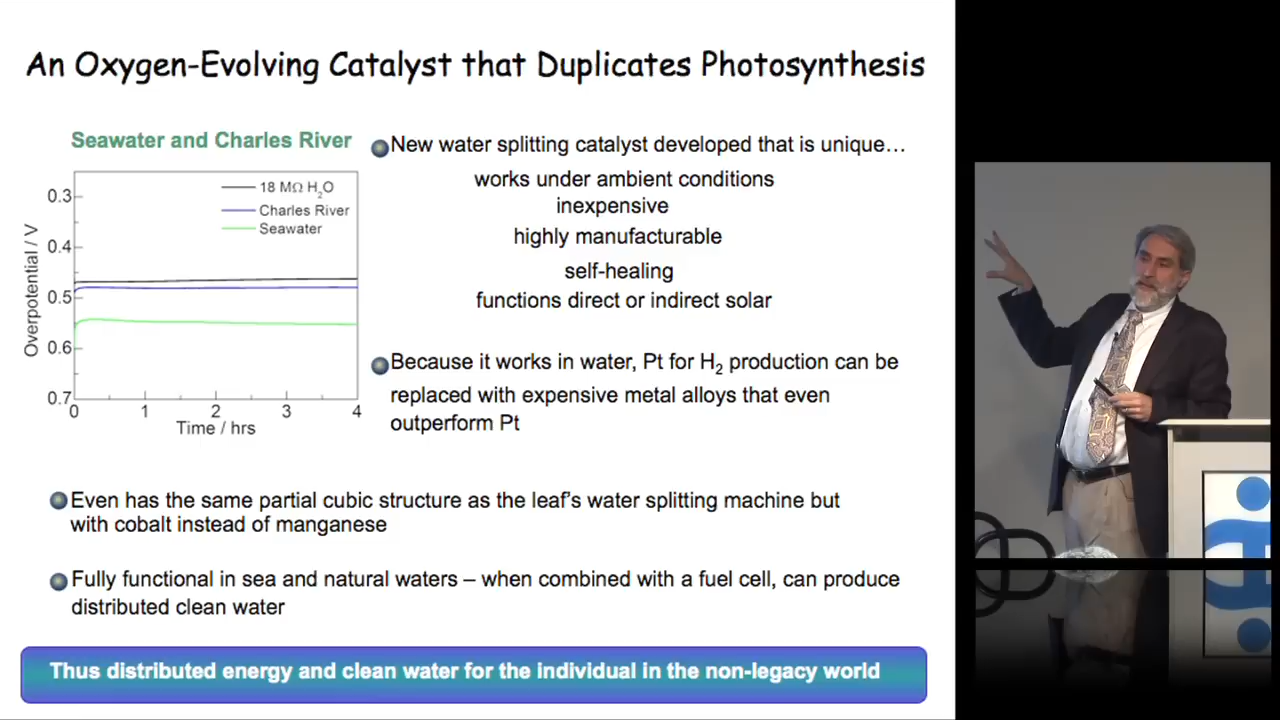 An Oxygen-Evolving Catalyst that Duplicates Photosynthesis
Seawater and Charles River
18 MΩ H2O
Charles River
Seawater
0.3
0.4
0.5
0.6
0.7
Overpotential / V
0 1 2 3 4
Time / hrs
New water splitting catalyst developed that is unique…
works under ambient conditions
inexpensive
highly manufacturable
self-healing
functions direct or indirect solar
Because it works in water, Pt for H2 production can be
replaced with expensive metal alloys that even
outperform Pt
Even has the same partial cubic structure as the leaf's water splitting machine but
with cobalt instead of manganese
Fully functional in sea and natural waters – when combined with a fuel cell, can produce
distributed clean water
Thus distributed energy and clean water for the individual in the non-legacy world